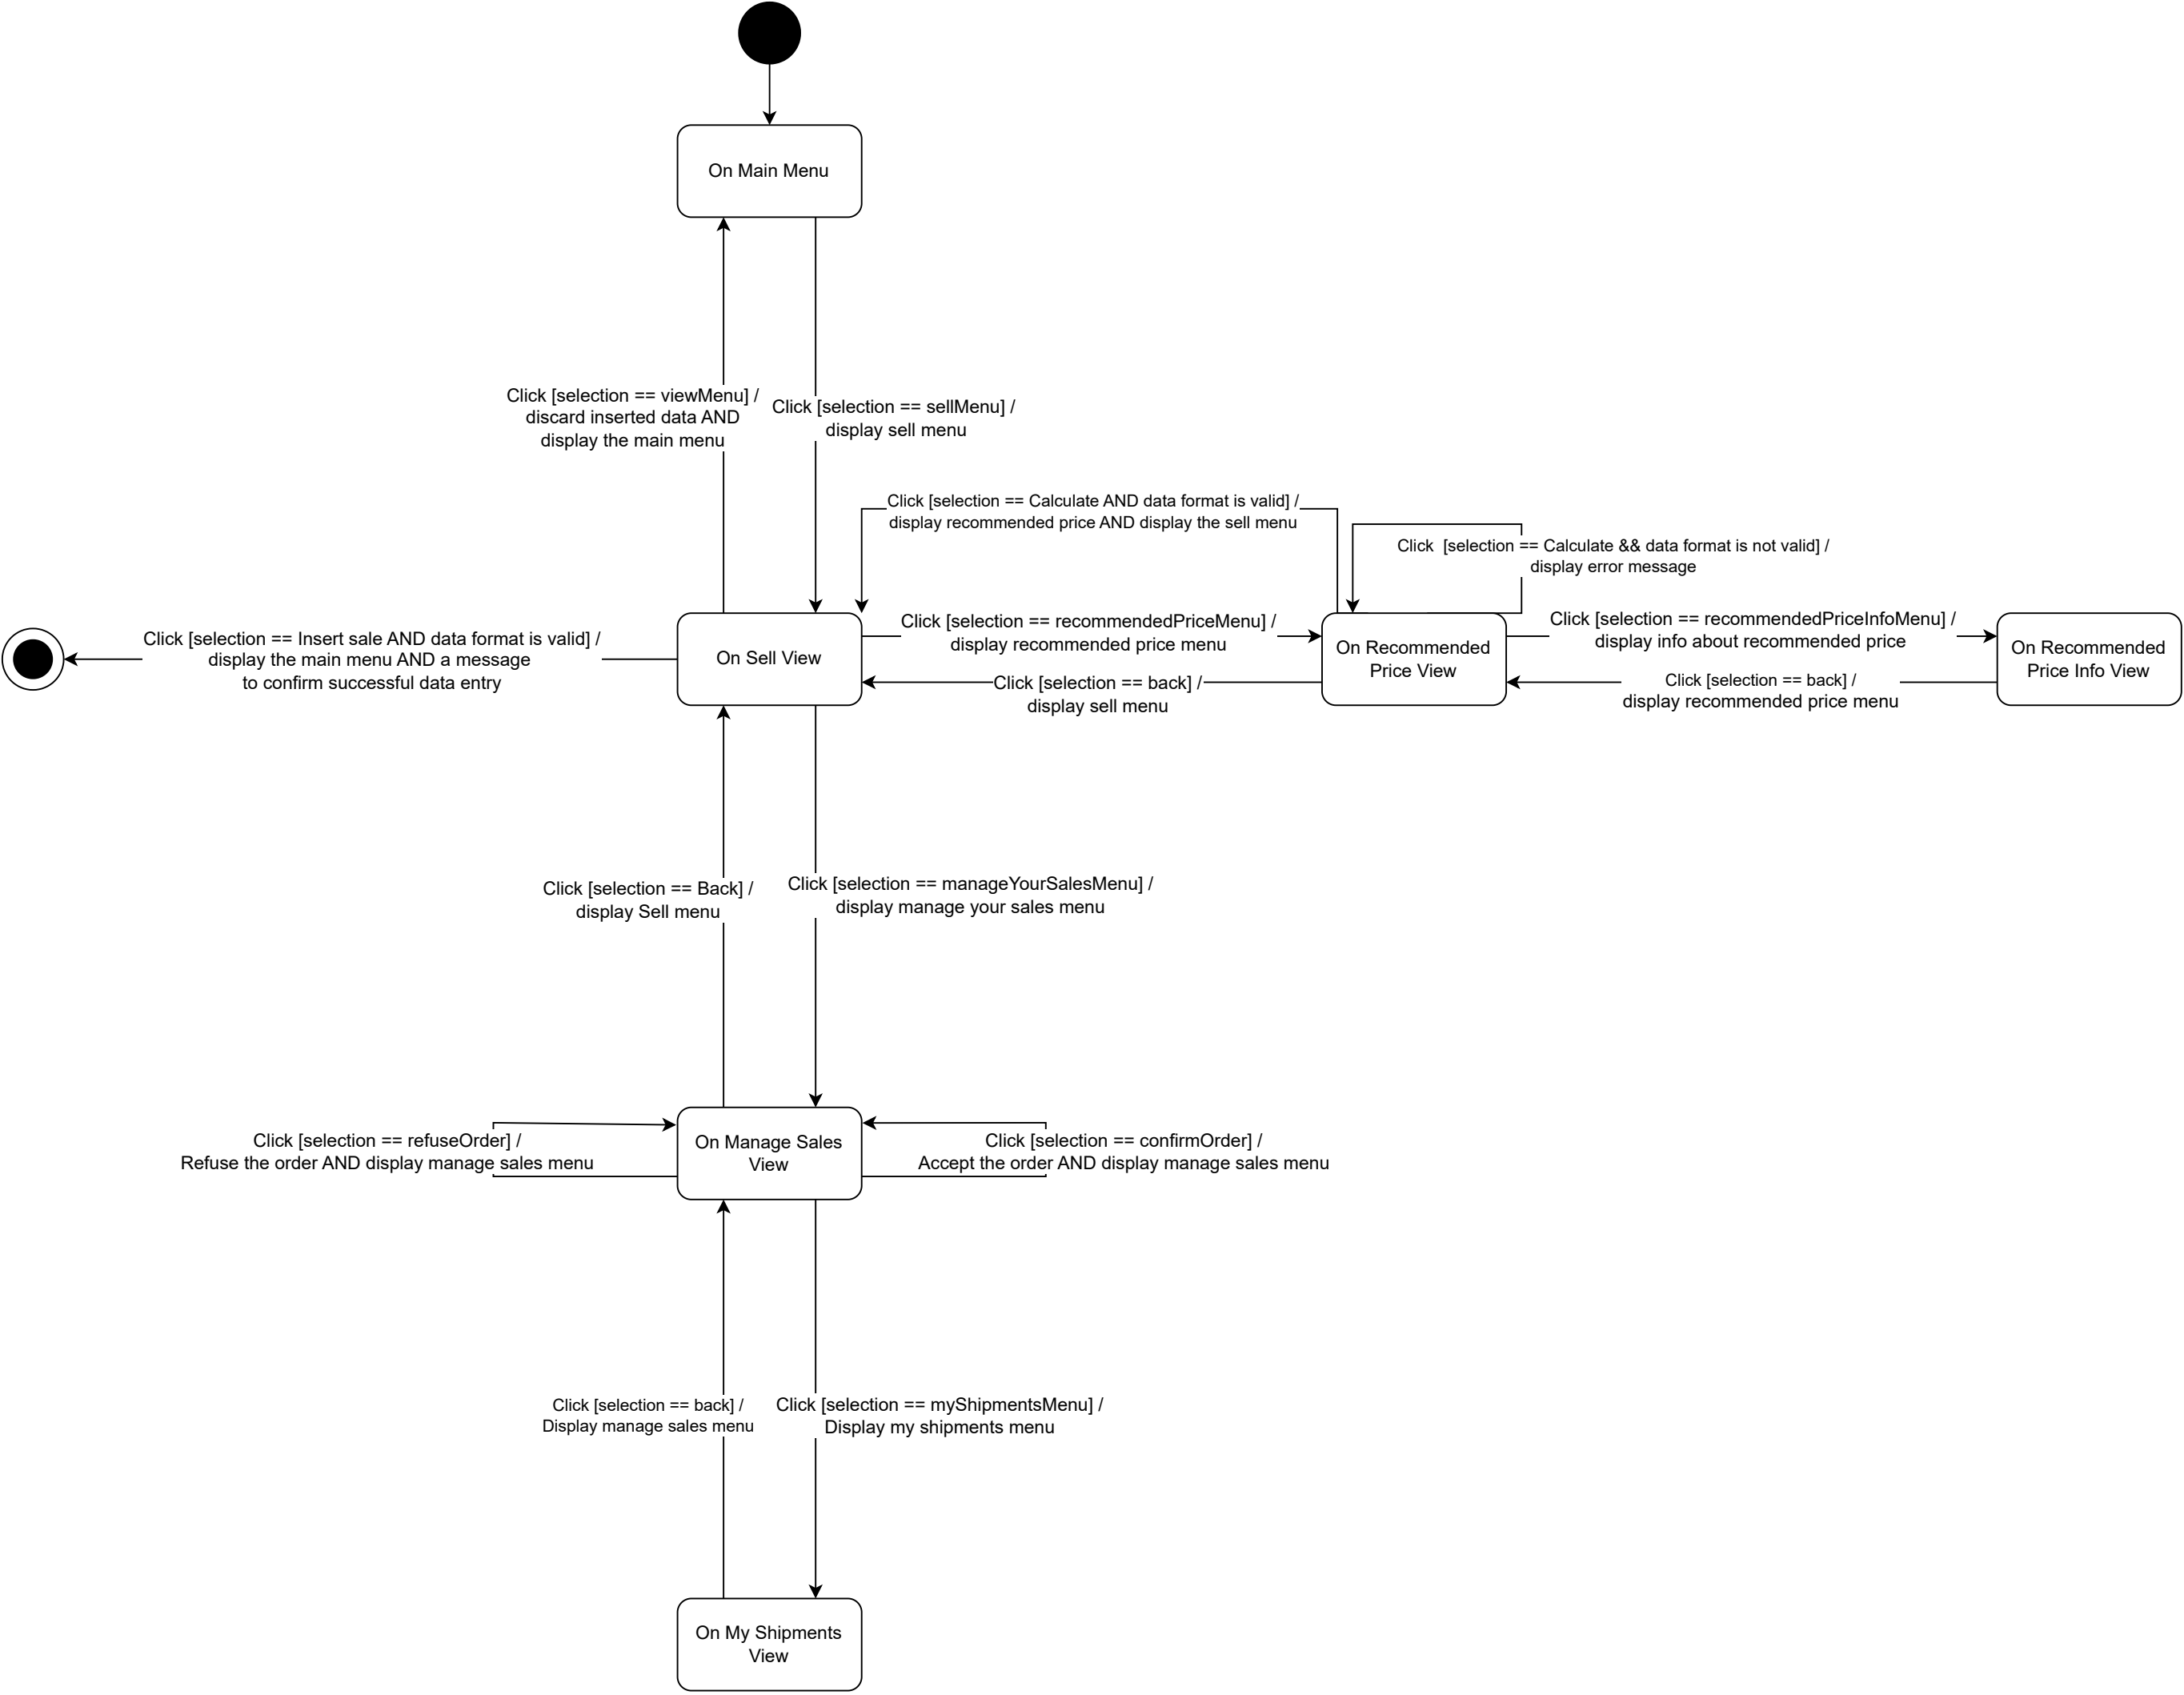 On Main Menu
Click [selection == viewMenu] /
discard inserted data AND
display the main menu
Click [selection == sellMenu] /
display sell menu
Click [selection == Calculate AND data format is valid] /
display recommended price AND display the sell menu
Click  [selection == Calculate && data format is not valid] /
display error message
Click [selection == Insert sale AND data format is valid] /
display the main menu AND a message
to confirm successful data entry
On Sell View
Click [selection == recommendedPriceMenu] /
display recommended price menu
Click [selection == back] /
display sell menu
On Recommended
Price View
Click [selection == recommendedPriceInfoMenu] /
display info about recommended price
Click [selection == back] /
display recommended price menu
On Recommended
Price Info View
Click [selection == Back] /
display Sell menu
Click [selection == manageYourSalesMenu] /
display manage your sales menu
Click [selection == refuseOrder] /
Refuse the order AND display manage sales menu
On Manage Sales
View
Click [selection == confirmOrder] /
Accept the order AND display manage sales menu
Click [selection == back] /
Display manage sales menu
Click [selection == myShipmentsMenu] /
Display my shipments menu
On My Shipments
View